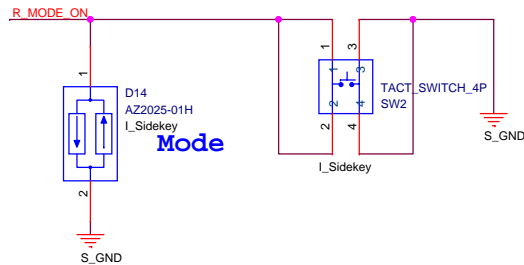 R_MODE_ON
1
D14
AZ2025-01H
I_Sidekey
Mode
2
S_GND
1
3
1
3
2
4
2
4
TACT_SWITCH_4P
SW2
I_Sidekey
S_GND